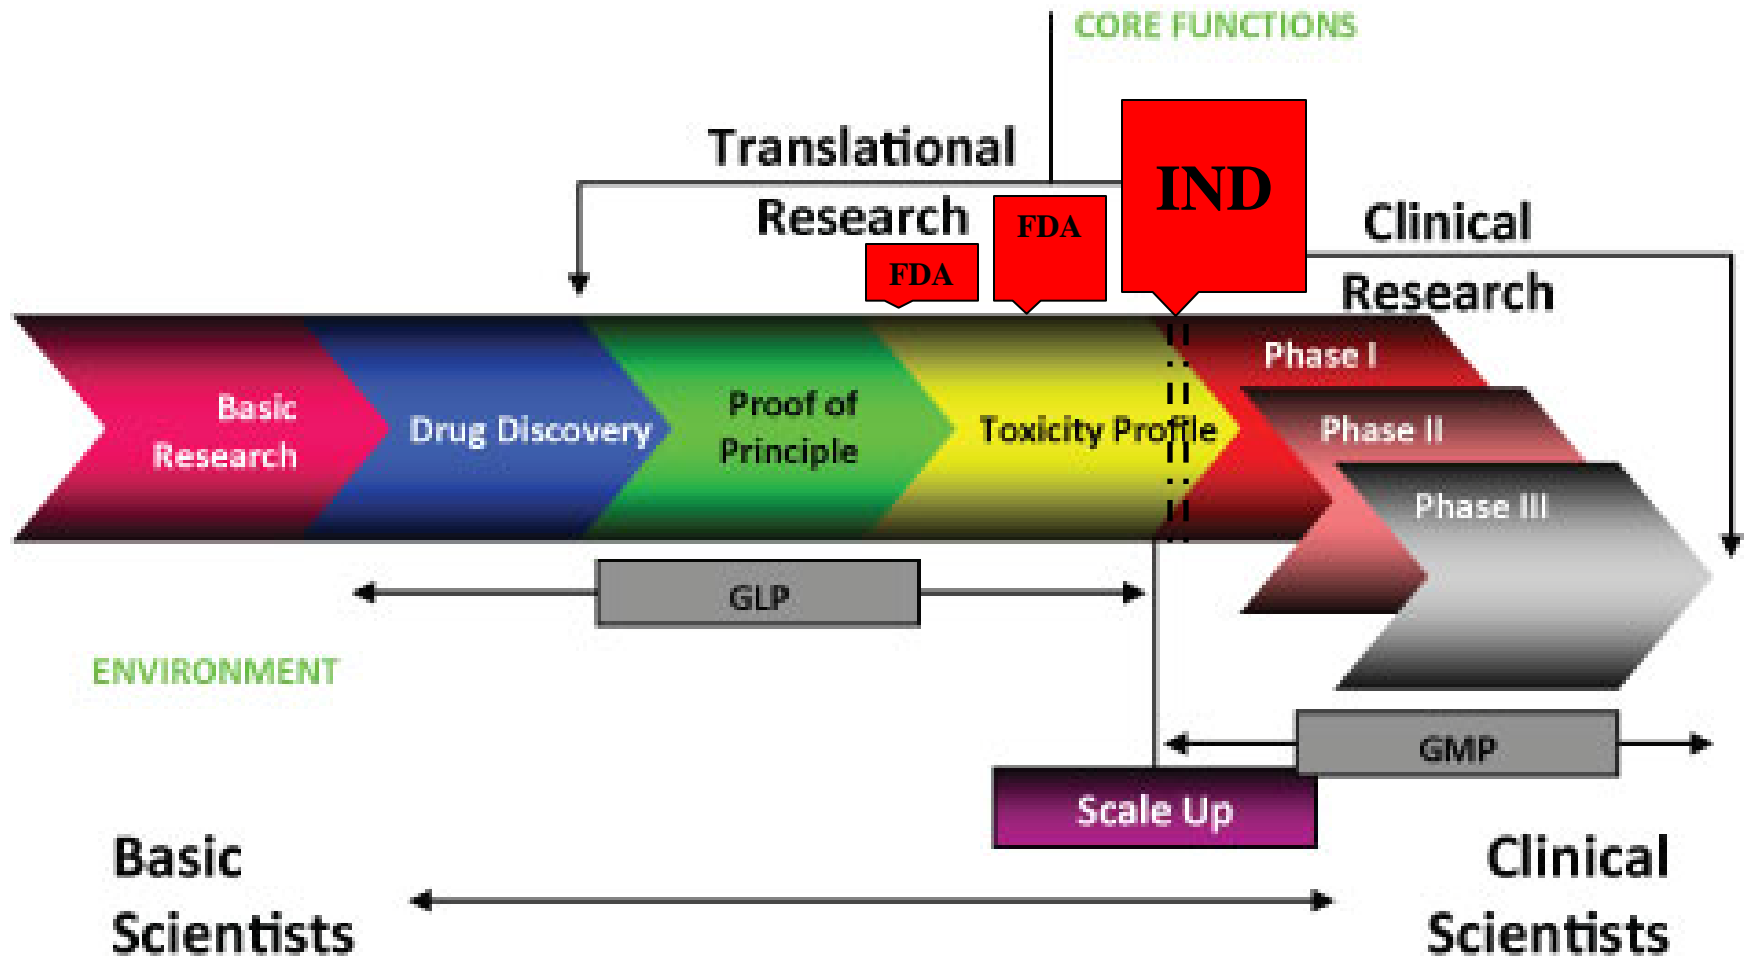 CORE FUNCTIONS
Translational
Research
IND
FDA
FDA
Clinical
Research
Basic
Research
Drug Discovery
Proof of
Principle
Toxicity Profile
Phase I
Phase II
Phase III
GLP
ENVIRONMENT
GMP
Scale Up
Basic
Scientists
Clinical
Scientists